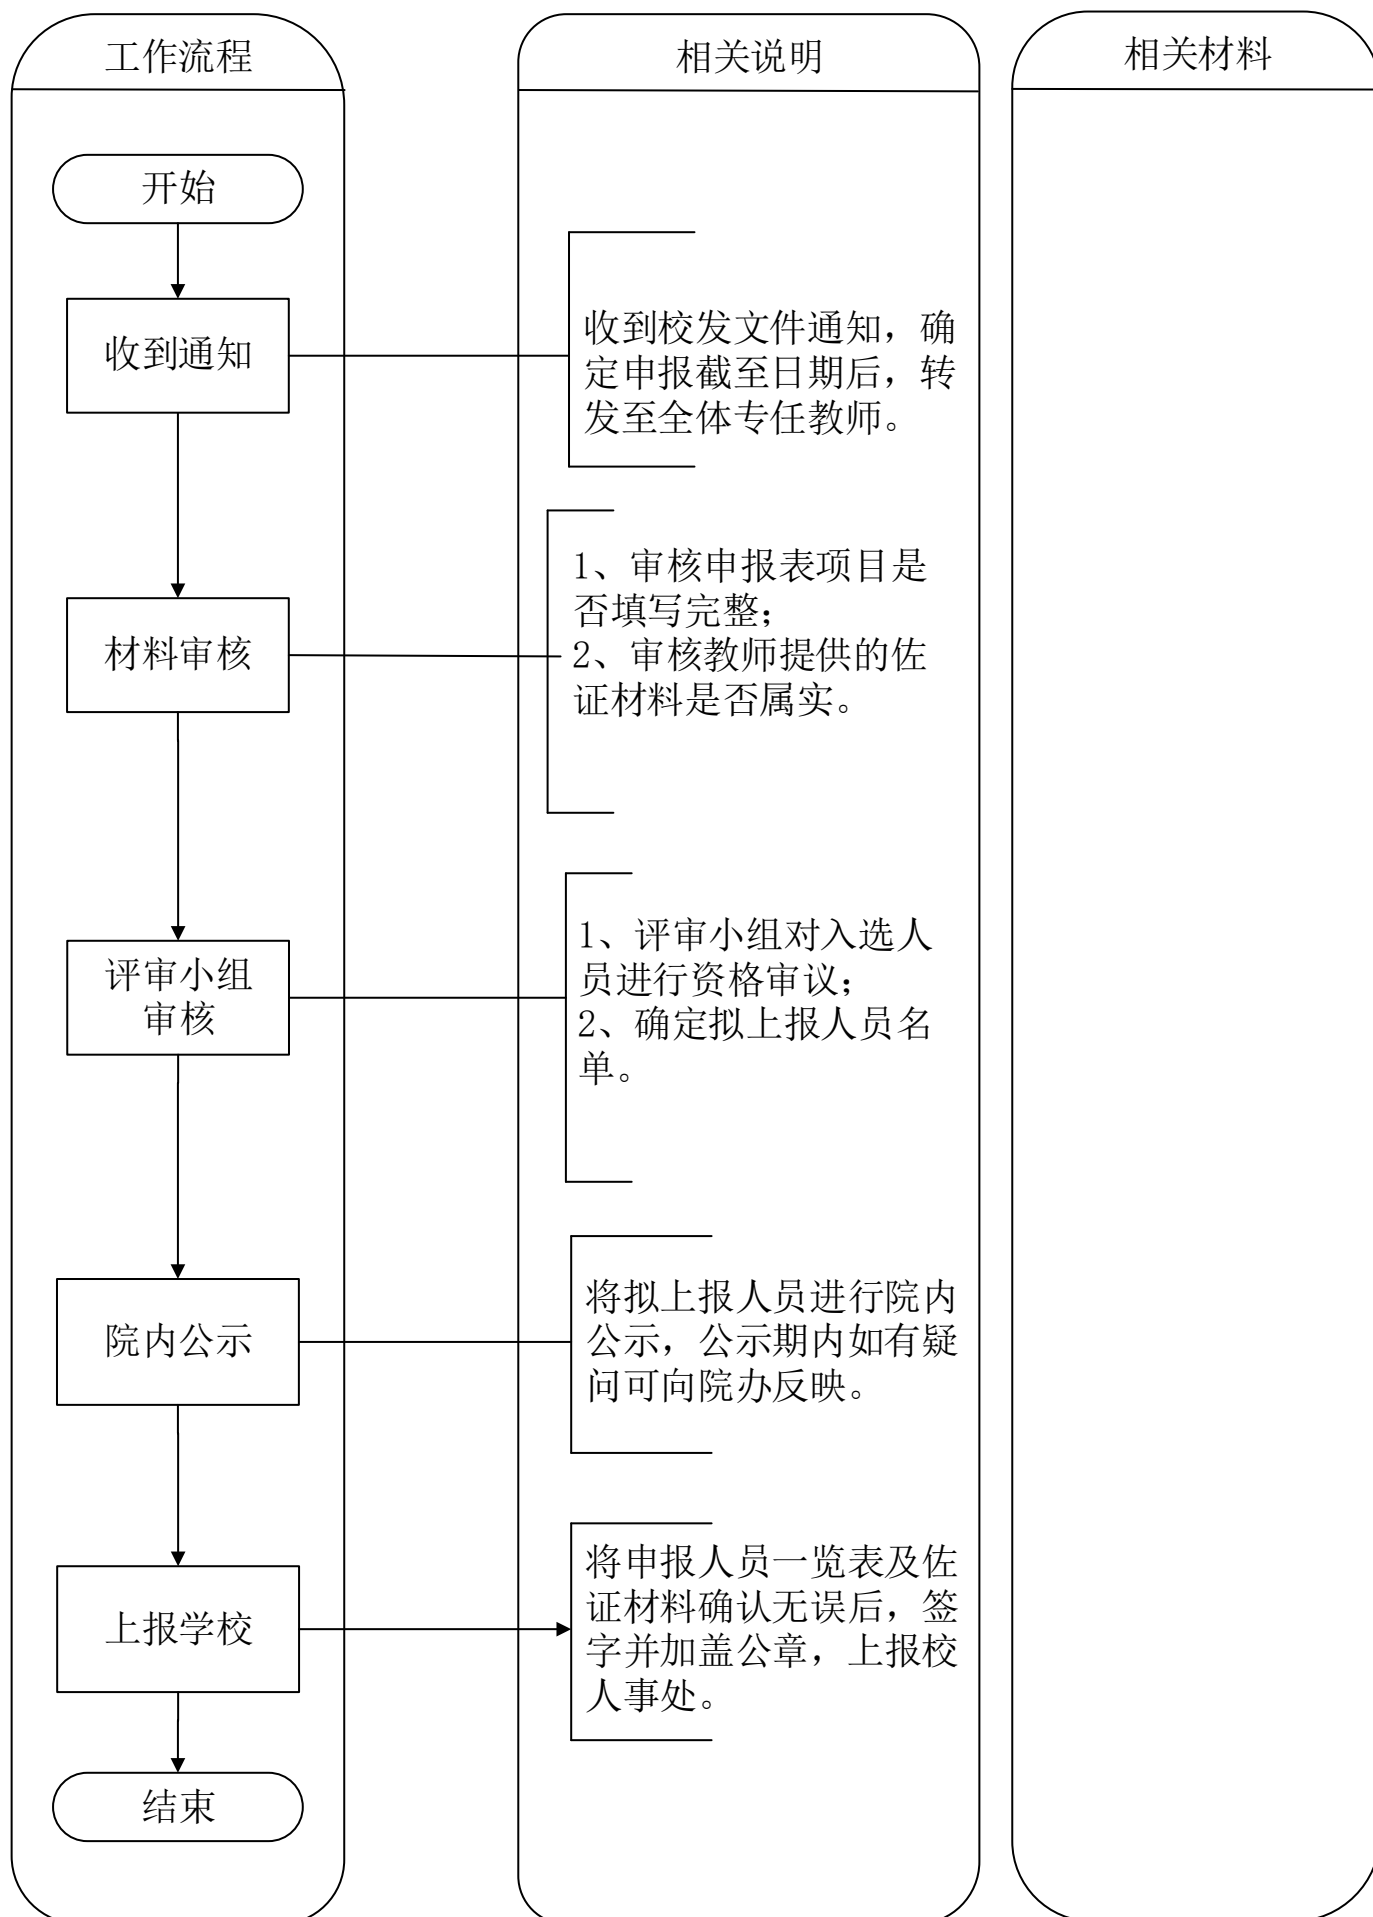 工作流程
相关说明
相关材料
开始
收到通知
收到校发文件通知，确
定申报截至日期后，转
发至全体专任教师。
材料审核
1、审核申报表项目是
否填写完整；
2、审核教师提供的佐
证材料是否属实。
评审小组
审核
1、评审小组对入选人
员进行资格审议；
2、确定拟上报人员名
单。
院内公示
将拟上报人员进行院内
公示，公示期内如有疑
问可向院办反映。
上报学校
将申报人员一览表及佐
证材料确认无误后，签
字并加盖公章，上报校
人事处。
结束